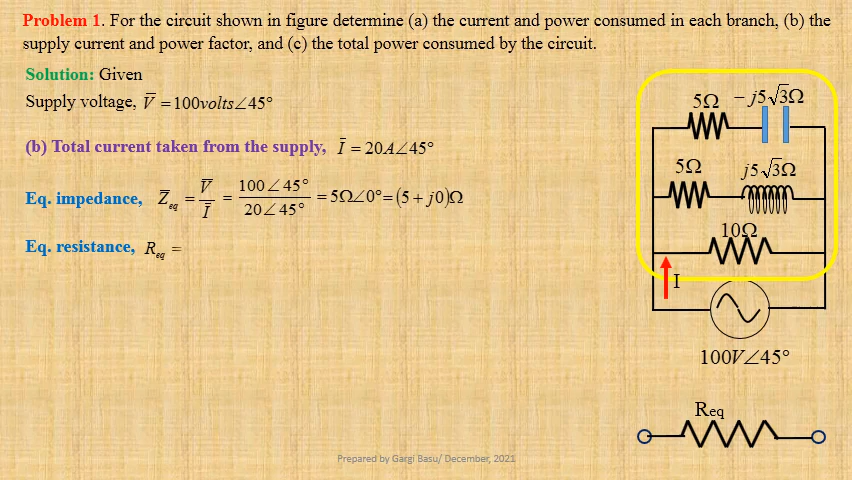 Problem 1. For the circuit shown in figure determine (a) the current and power consumed in each branch, (b) the
supply current and power factor, and (c) the total power consumed by the circuit.
Solution: Given
Supply voltage, V̅ = 100volts∠45°
(b) Total current taken from the supply, I̅ = 20A∠45°
Eq. impedance, Z̅eq = V̅/I̅ = 100∠45°/20∠45° = 5Ω∠0° = (5 + j0)Ω
Eq. resistance, Req =
5Ω − j5√3Ω
5Ω j5√3Ω
10Ω
I
100V∠45°
Req
Prepared by Gargi Basu/ December, 2021